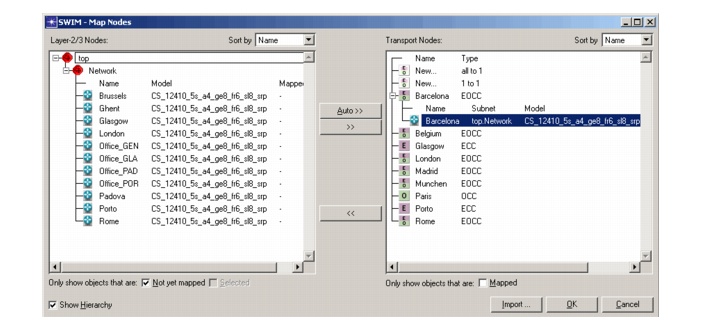 SWIM - Map Nodes
Layer-2/3 Nodes: Sort by Name
top
Network
Name Model Mapped
Brussels CS_12410_5s_a4_ge8_fr6_sl8_srp -
Ghent CS_12410_5s_a4_ge8_fr6_sl8_srp -
Glasgow CS_12410_5s_a4_ge8_fr6_sl8_srp -
London CS_12410_5s_a4_ge8_fr6_sl8_srp -
Office_GEN CS_12410_5s_a4_ge8_fr6_sl8_srp -
Office_GLA CS_12410_5s_a4_ge8_fr6_sl8_srp -
Office_PAD CS_12410_5s_a4_ge8_fr6_sl8_srp -
Office_POR CS_12410_5s_a4_ge8_fr6_sl8_srp -
Padova CS_12410_5s_a4_ge8_fr6_sl8_srp -
Porto CS_12410_5s_a4_ge8_fr6_sl8_srp -
Rome CS_12410_5s_a4_ge8_fr6_sl8_srp -
Only show objects that are: Not yet mapped Selected
Show Hierarchy
Auto >>
>>
<<
Transport Nodes: Sort by Name
Name Type
New... all to 1
New... 1 to 1
Barcelona EOCC
Name Subnet Model
Barcelona top.Network CS_12410_5s_a4_ge8_fr6_sl8_srp
Belgium EOCC
E Glasgow ECC
London EOCC
Madrid EOCC
Munchen EOCC
O Paris OCC
E Porto ECC
Rome EOCC
Only show objects that are: Mapped
Import ... OK Cancel